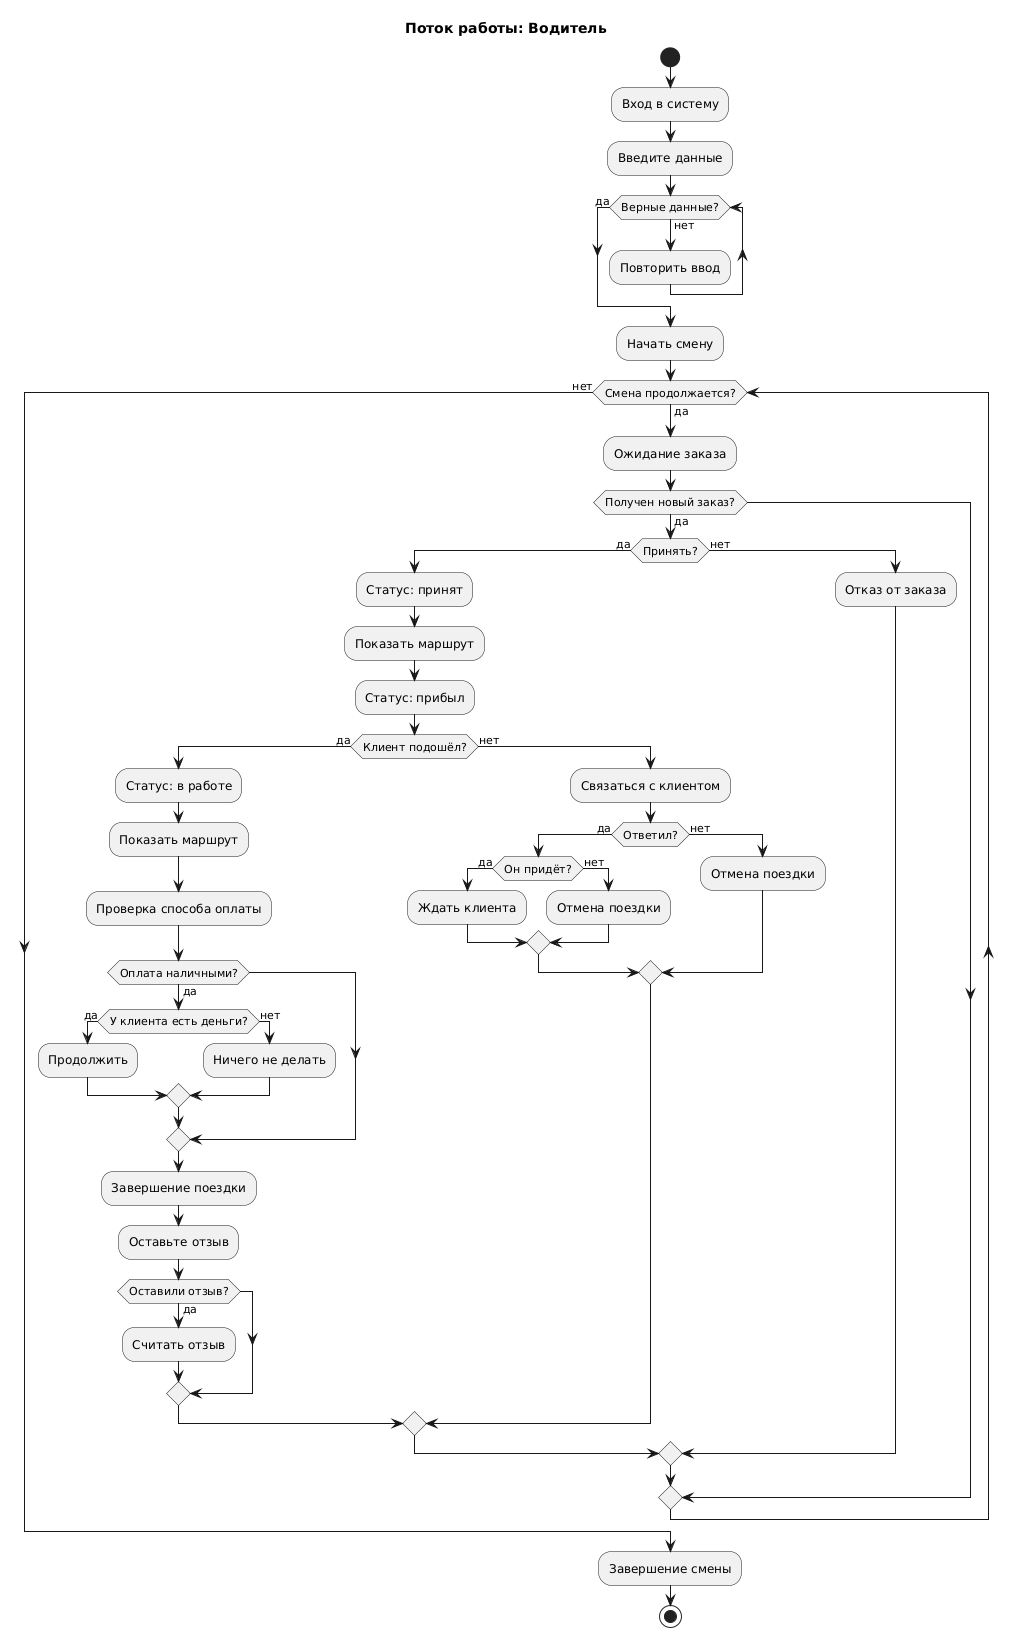 Поток работы: Водитель
Вход в систему
Введите данные
да
Верные данные?
нет
Повторить ввод
Начать смену
нет
Смена продолжается?
да
Ожидание заказа
Получен новый заказ?
да
да
Принять?
нет
Статус: принят
Отказ от заказа
Показать маршрут
Статус: прибыл
да
Клиент подошёл?
нет
Статус: в работе
Связаться с клиентом
Показать маршрут
да
Ответил?
нет
да
Он придёт?
нет
Отмена поездки
Проверка способа оплаты
Ждать клиента
Отмена поездки
Оплата наличными?
да
да
У клиента есть деньги?
нет
Продолжить
Ничего не делать
Завершение поездки
Оставьте отзыв
Оставили отзыв?
да
Считать отзыв
Завершение смены